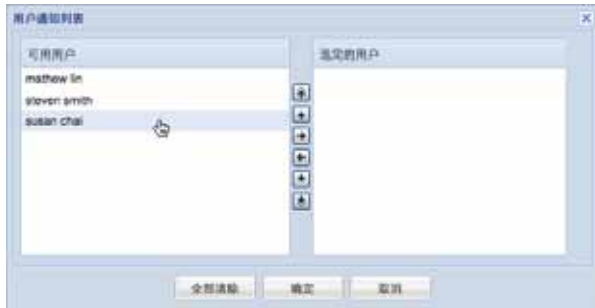 用户通知列表
可用用户
选定的用户
mathew lin
steven smith
susan chai
全部清除
确定
取消